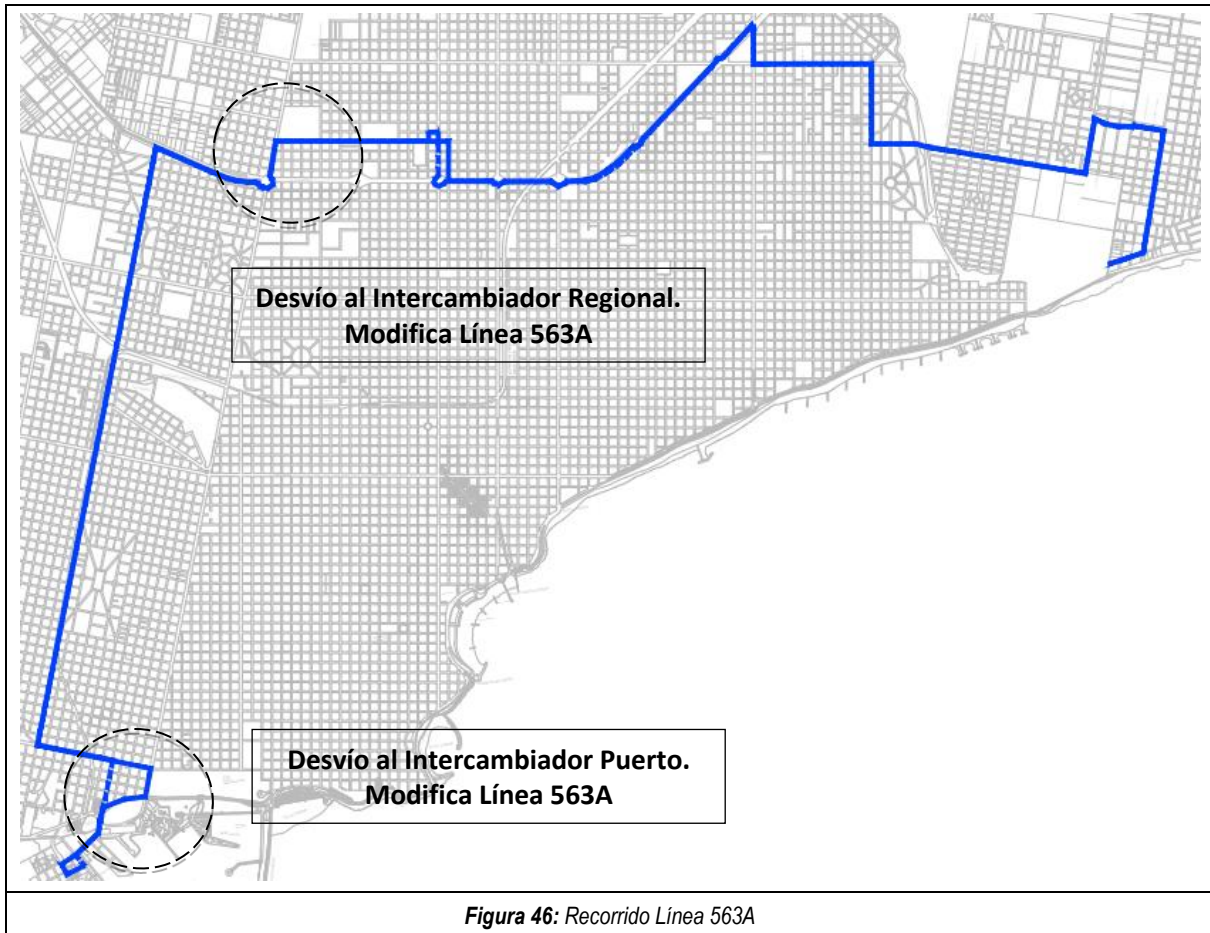 Desvío al Intercambiador Regional.
Modifica Línea 563A
Desvío al Intercambiador Puerto.
Modifica Línea 563A
Figura 46: Recorrido Línea 563A